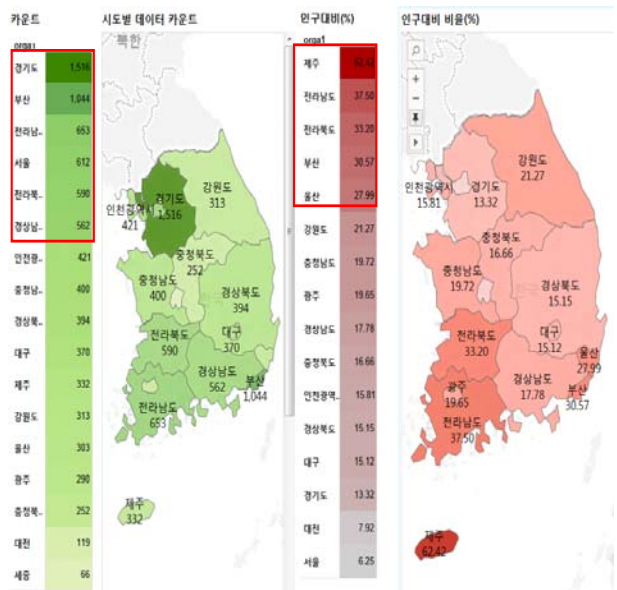 카운트
orga1
경기도 1,516
부산 1,044
전라남.. 653
서울 612
전라북.. 590
경상남.. 562
인천광.. 421
충청남.. 400
경상북.. 394
대구 370
제주 332
강원도 313
울산 303
광주 290
충청북.. 252
대전 119
세종 66
시도별 데이터 카운트
북한
강원도
313
경기도
1,516
인천광역시
421
충청북도
252
충청남도
400
경상북도
394
전라북도
590
대구
370
경상남도
562
부산
1,044
전라남도
653
제주
332
인구대비(%)
orga1
제주 62.42
전라남도 37.50
전라북도 33.20
부산 30.57
울산 27.99
강원도 21.27
충청남도 19.72
광주 19.65
경상남도 17.78
충청북도 16.66
인천광역.. 15.81
경상북도 15.15
대구 15.12
경기도 13.32
대전 7.92
서울 6.25
인구대비 비율(%)
강원도
21.27
인천광역시
15.81
경기도
13.32
충청북도
16.66
충청남도
19.72
경상북도
15.15
전라북도
33.20
대구
15.12
울산
27.99
경상남도
17.78
부산
30.57
광주
19.65
전라남도
37.50
제주
62.42